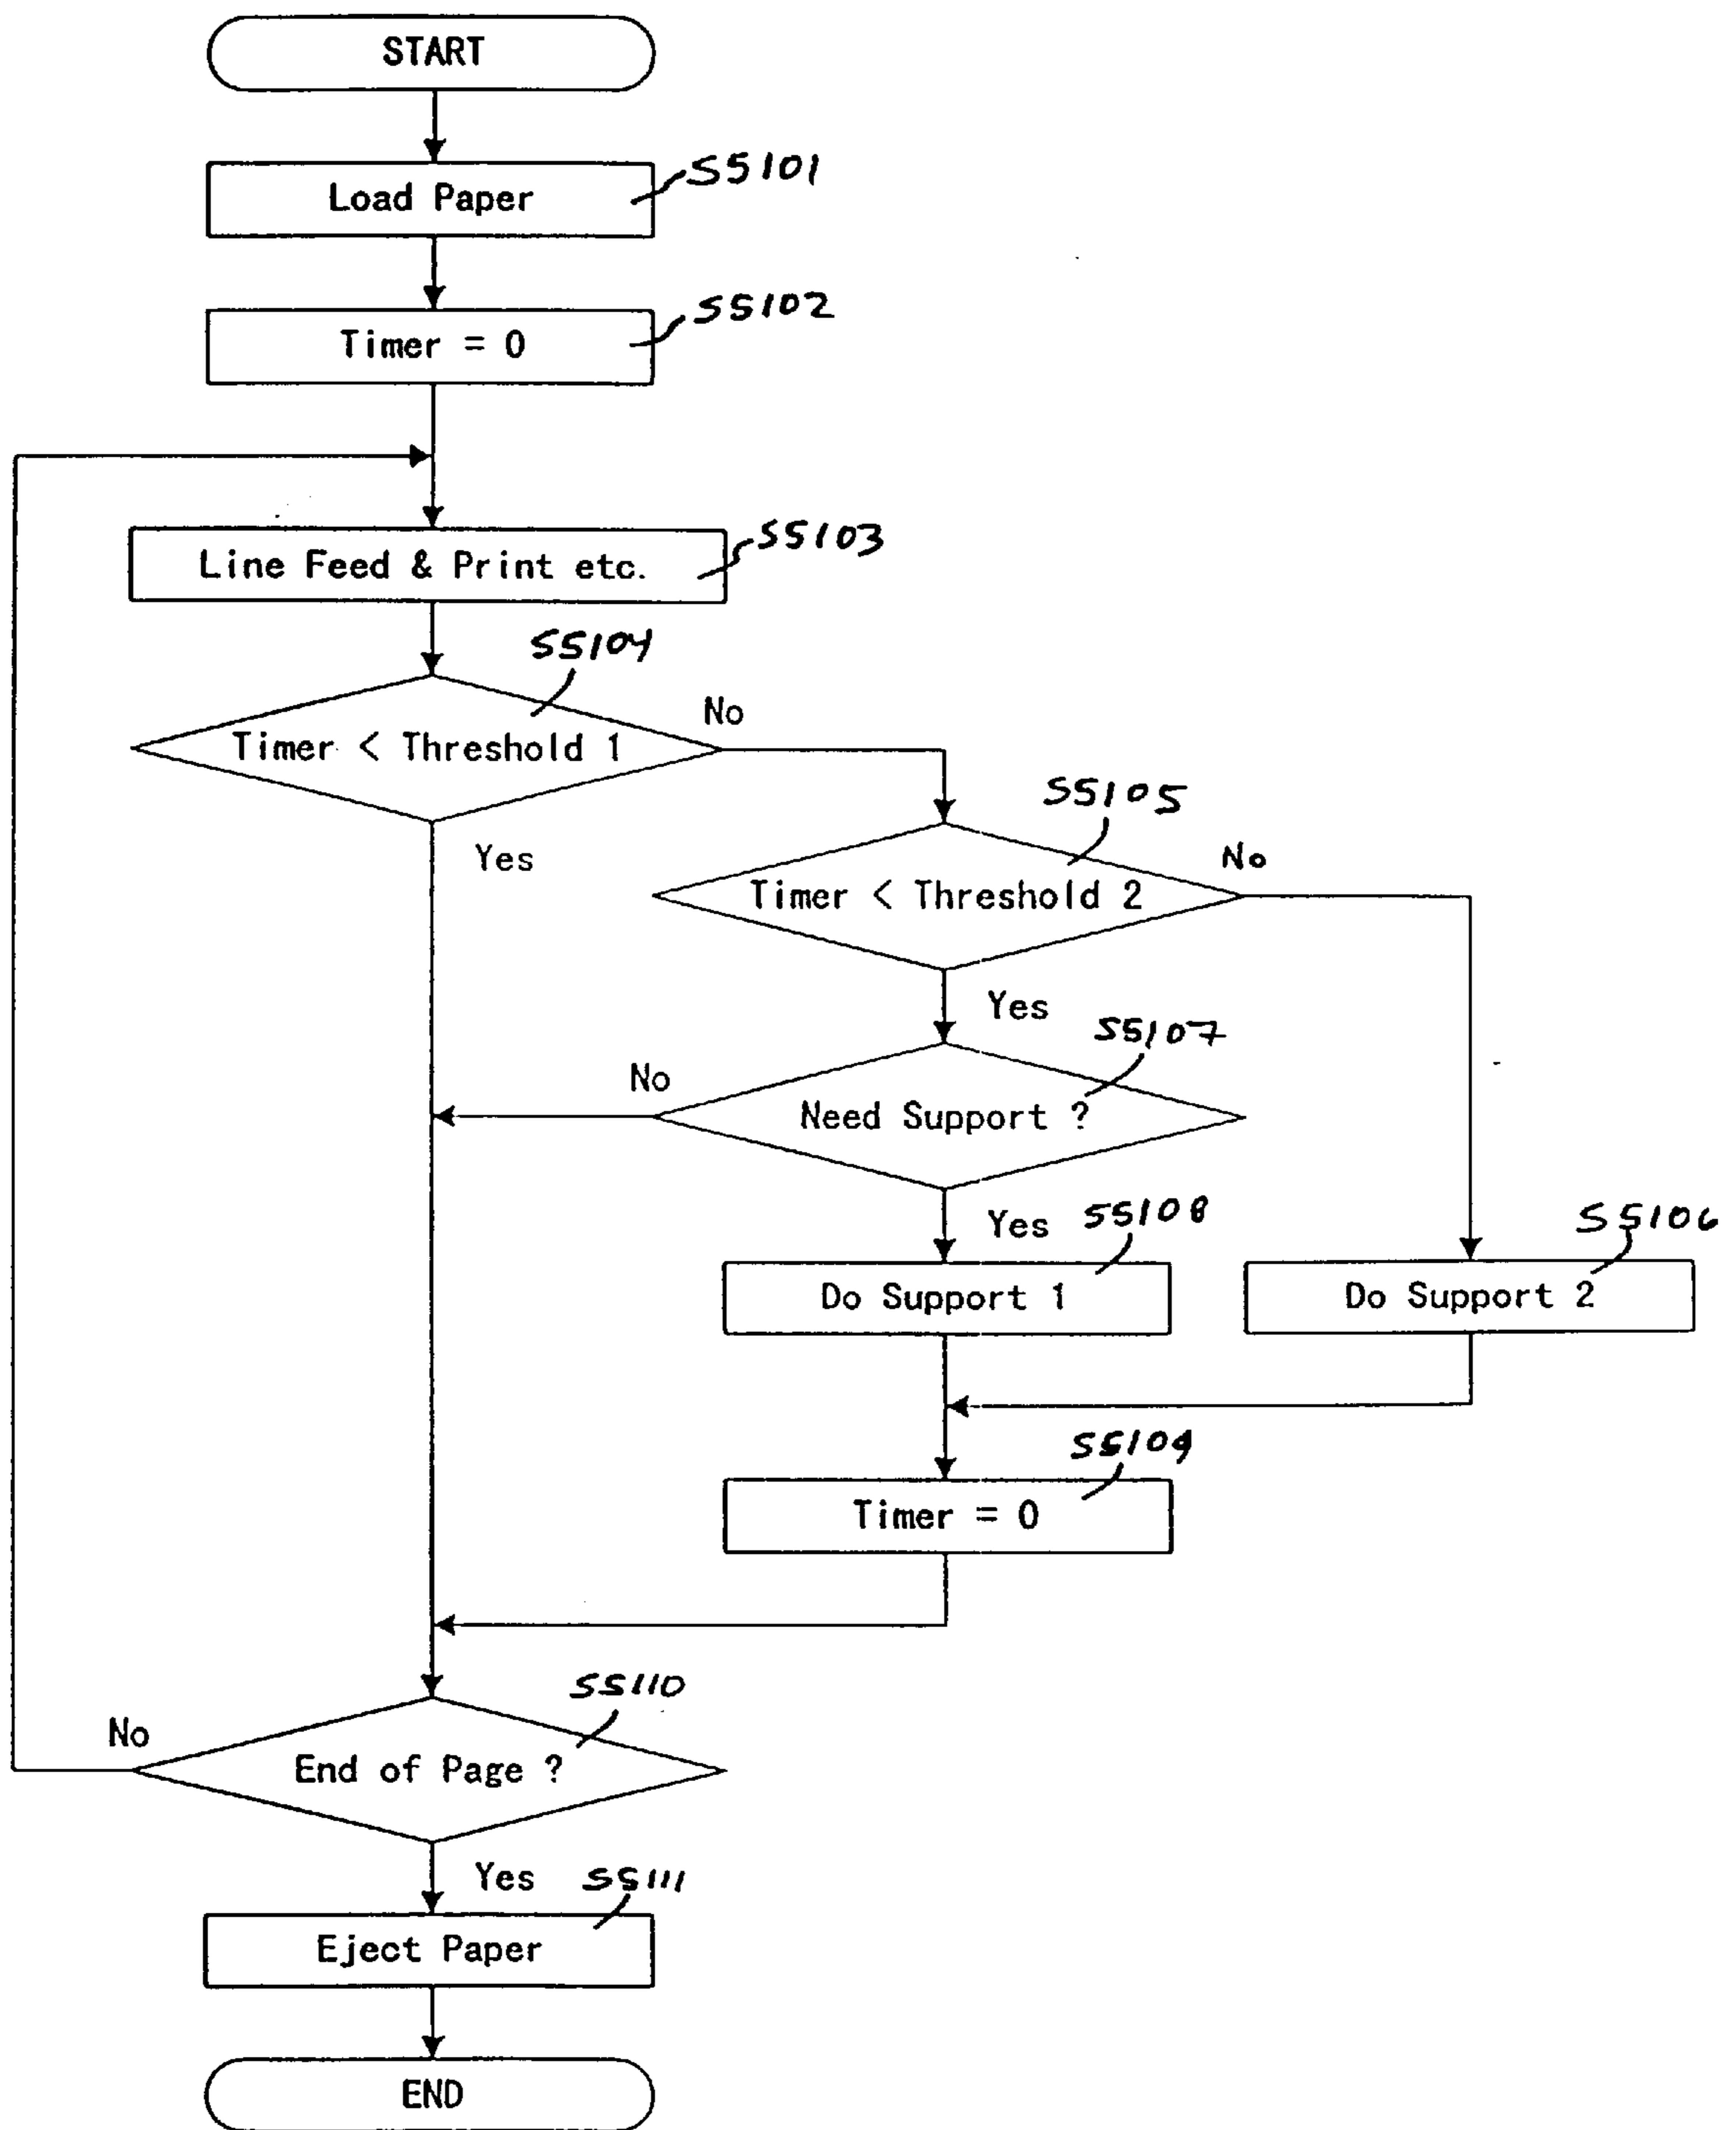 START
Load Paper
S5101
Timer = 0
S5102
Line Feed & Print etc.
S5103
S5104
Timer < Threshold 1
No
Yes
S5105
Timer < Threshold 2
No
Yes
S5107
Need Support ?
No
Yes
S5108
Do Support 1
S5106
Do Support 2
S5109
Timer = 0
S5110
End of Page ?
No
Yes
S5111
Eject Paper
END